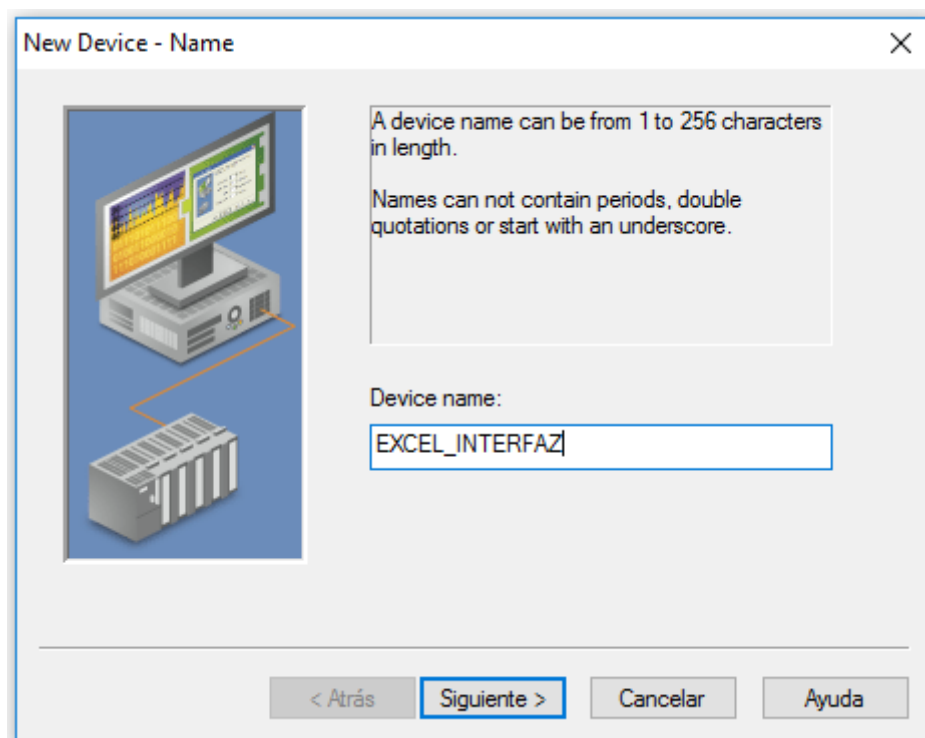 New Device - Name
A device name can be from 1 to 256 characters
in length.
Names can not contain periods, double
quotations or start with an underscore.
Device name:
EXCEL_INTERFAZ
< Atrás
Siguiente >
Cancelar
Ayuda